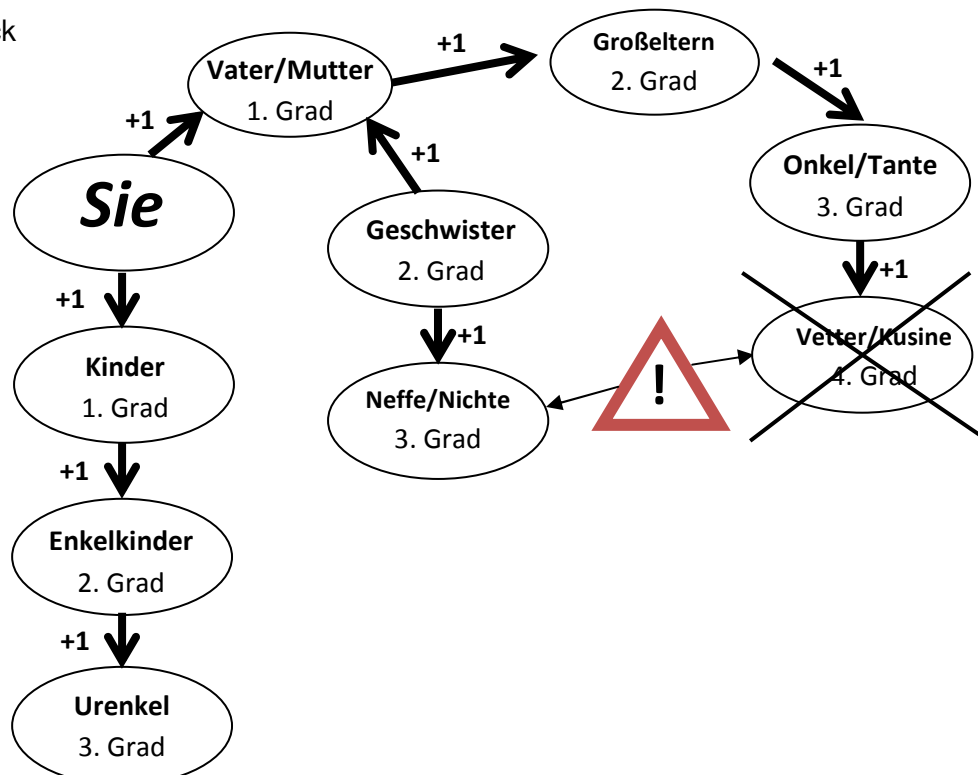 ck
Vater/Mutter
1. Grad
+1
Großeltern
2. Grad
+1
+1
Sie
+1
Onkel/Tante
3. Grad
Geschwister
2. Grad
+1
+1
Kinder
1. Grad
+1
Neffe/Nichte
3. Grad
!
Vetter/Kusine
4. Grad
+1
Enkelkinder
2. Grad
+1
Urenkel
3. Grad